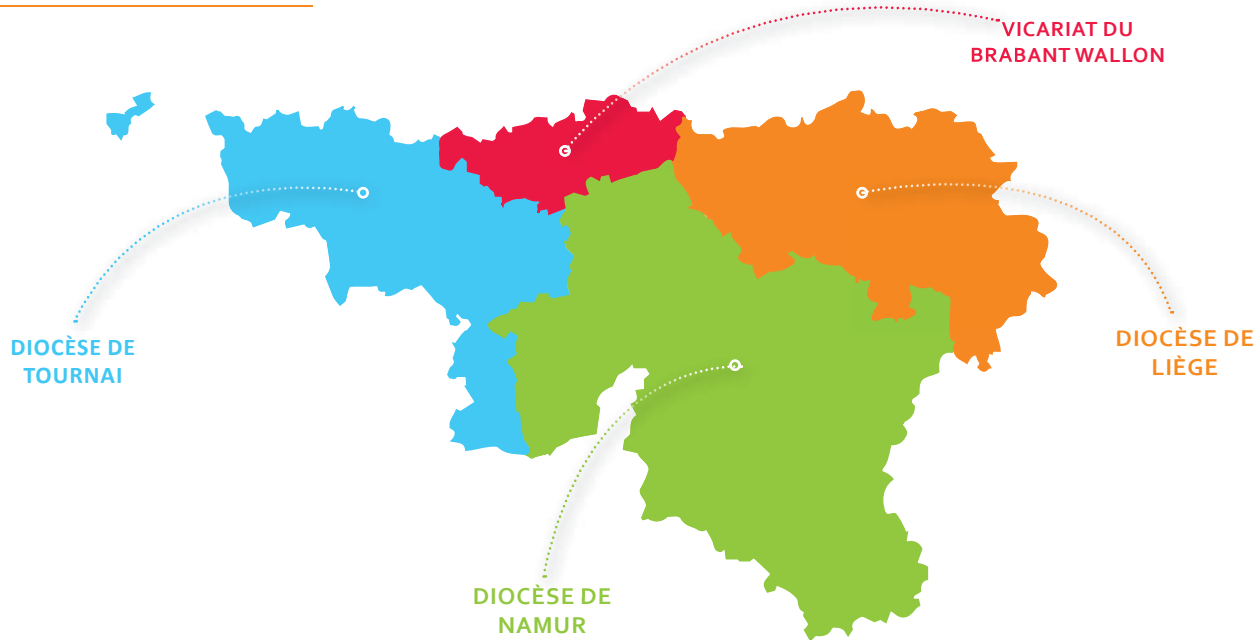 VICARIAT DU
BRABANT WALLON
DIOCÈSE DE
TOURNAI
DIOCÈSE DE
LIÈGE
DIOCÈSE DE
NAMUR